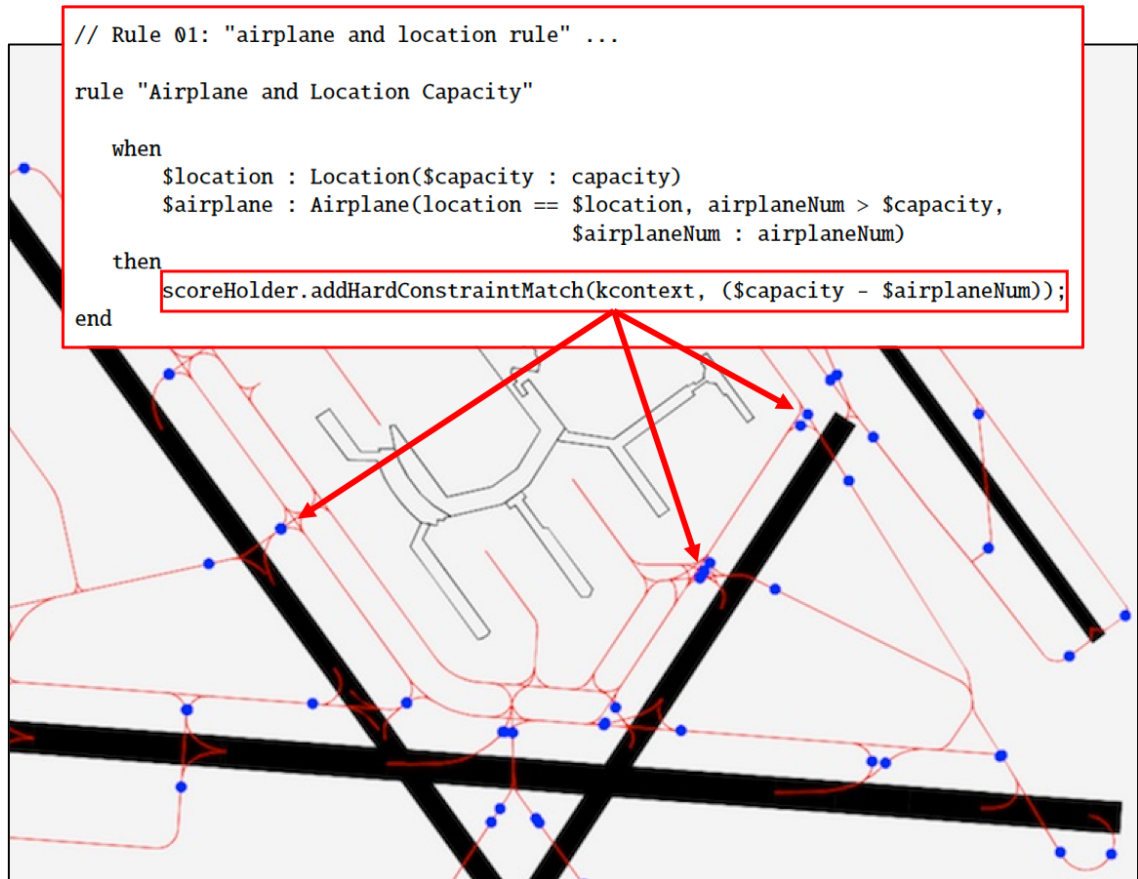 // Rule 01: "airplane and location rule" ...
rule "Airplane and Location Capacity"
when
$location : Location($capacity : capacity)
$airplane : Airplane(location == $location, airplaneNum > $capacity,
$airplaneNum : airplaneNum)
then
scoreHolder.addHardConstraintMatch(kcontext, ($capacity - $airplaneNum));
end